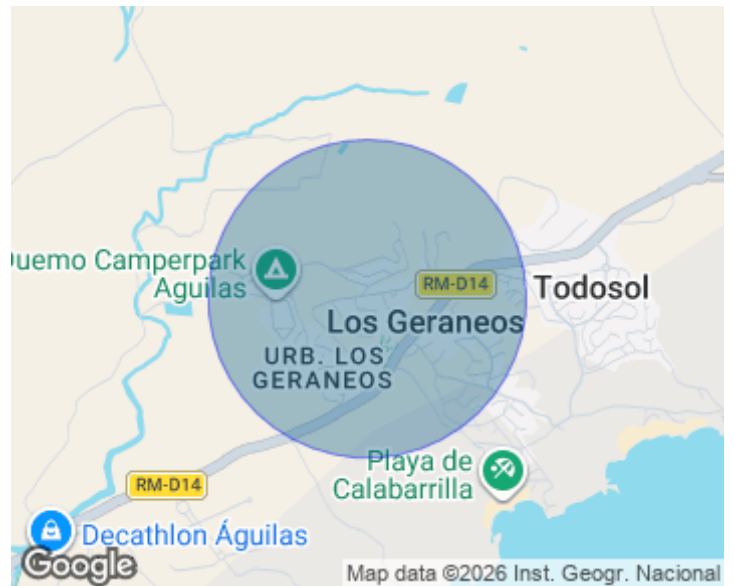 uemo Camperpark
Aguilas
RM-D14
Todosol
Los Geraneos
URB. LOS
GERANEOS
Playa de
Calabarrilla
RM-D14
Decathlon Águilas
Google
Map data ©2026 Inst. Geogr. Nacional